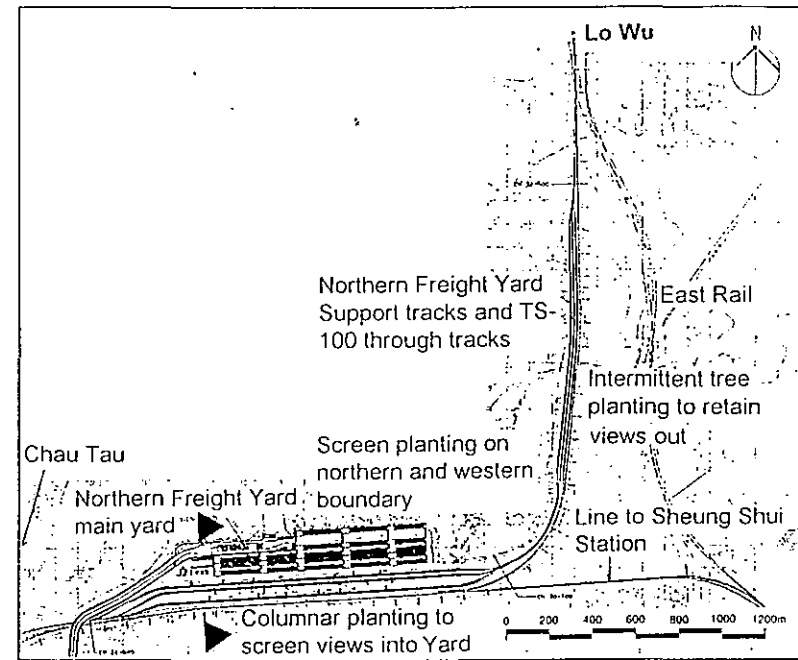 Lo Wu
N
Northern Freight Yard
Support tracks and TS-
100 through tracks
East Rail
Intermittent tree
planting to retain
views out
Chau Tau
Screen planting on
northern and western
boundary
Northern Freight Yard
main yard
Line to Sheung Shui
Station
Columnar planting to
screen views into Yard
0 200 400 600 800 1000 1200m